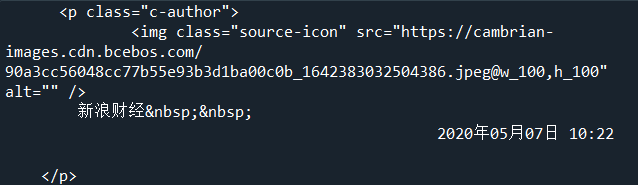 <p class="c-author">
<img class="source-icon" src="https://cambrian-
images.cdn.bcebos.com/
90a3cc56048cc77b55e93b3d1ba00c0b_1642383032504386.jpeg@w_100,h_100"
alt="" />
新浪财经&nbsp;&nbsp;
2020年05月07日 10:22
</p>